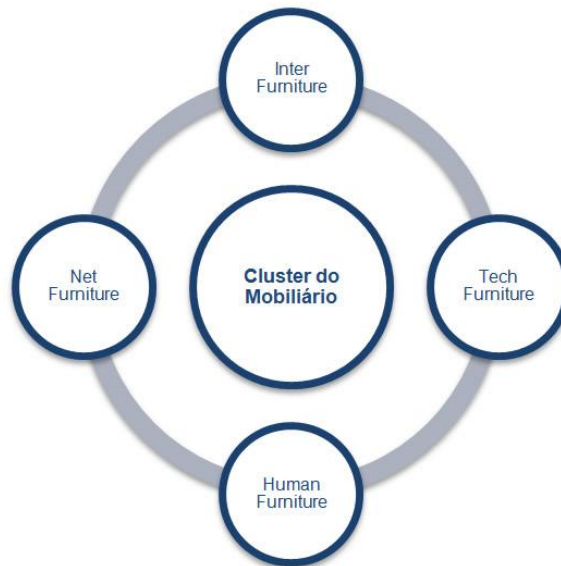 Inter
Furniture
Net
Furniture
Cluster do
Mobiliário
Tech
Furniture
Human
Furniture